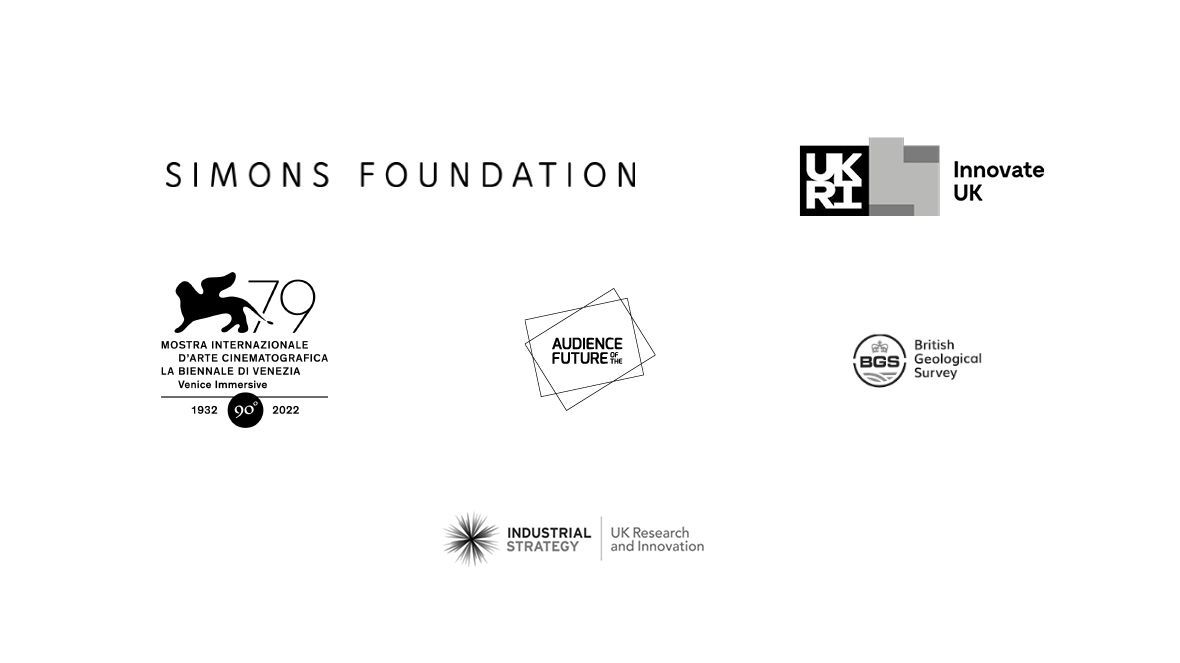 SIMONS FOUNDATION
UK
RI
Innovate
UK
79
MOSTRA INTERNAZIONALE
D'ARTE CINEMATOGRAFICA
LA BIENNALE DI VENEZIA
Venice Immersive
1932 90° 2022
AUDIENCE
FUTURE OF THE
BGS
British
Geological
Survey
INDUSTRIAL
STRATEGY
UK Research
and Innovation